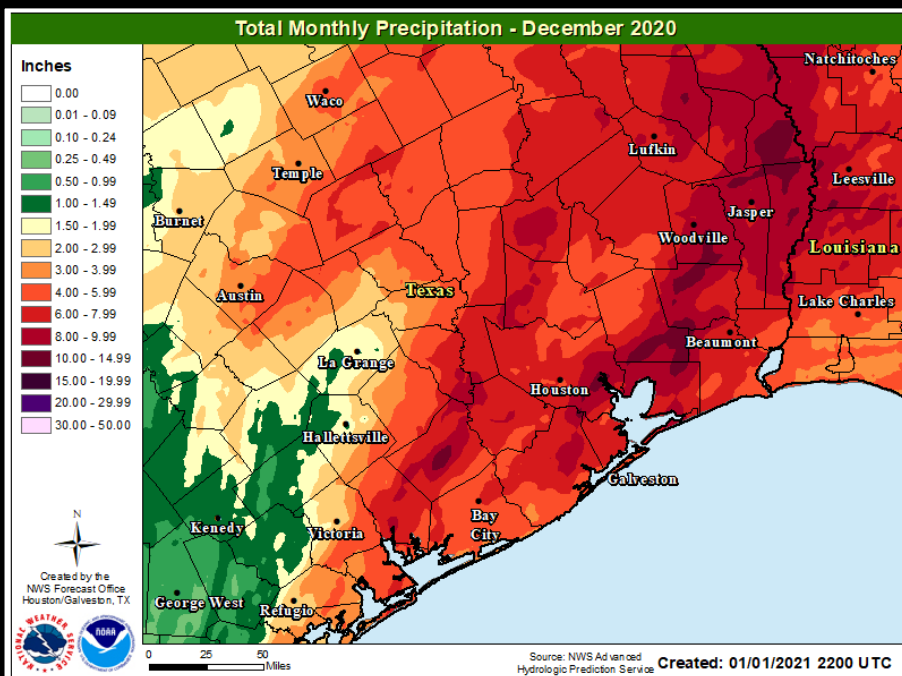 Total Monthly Precipitation - December 2020
Inches
0.00
0.01 - 0.09
0.10 - 0.24
0.25 - 0.49
0.50 - 0.99
1.00 - 1.49
1.50 - 1.99
2.00 - 2.99
3.00 - 3.99
4.00 - 5.99
6.00 - 7.99
8.00 - 9.99
10.00 - 14.99
15.00 - 19.99
20.00 - 29.99
30.00 - 50.00
Natchitoches
Waco
Lufkin
Temple
Leesville
Burnet
Jasper
Woodville
Louisiana
Austin
Texas
Lake Charles
Beaumont
La Grange
Houston
Hallettsville
Galveston
Kenedy
Victoria
Bay
City
George West
Refugio
N
Created by the
NWS Forecast Office
Houston/Galveston, TX
NATIONAL WEATHER SERVICE
NOAA
0 25 50
Miles
Source: NWS Advanced
Hydrologic Prediction Service
Created: 01/01/2021 2200 UTC